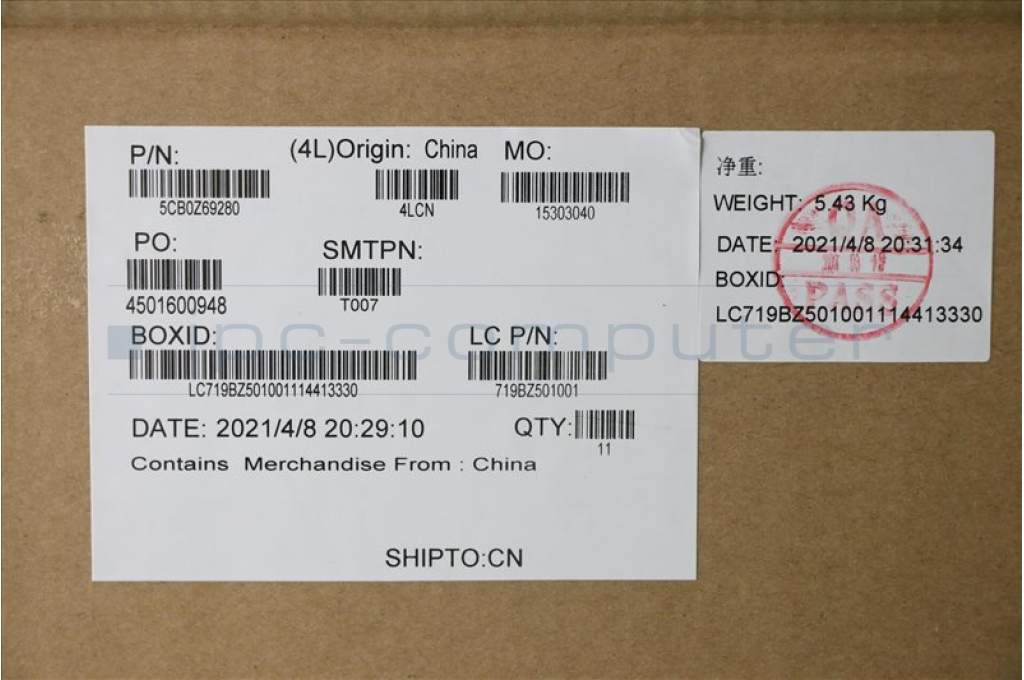 P/N:
5CB0Z69280
(4L)Origin: China
4LCN
MO:
15303040
PO:
4501600948
SMTPN:
T007
BOXID:
LC719BZ501001114413330
LC P/N:
719BZ501001
DATE: 2021/4/8 20:29:10
QTY:
11
Contains Merchandise From : China
SHIPTO:CN
净重:
WEIGHT: 5.43 Kg
DATE: 2021/4/8 20:31:34
BOXID:
LC719BZ501001114413330
PASS
ipc-computer